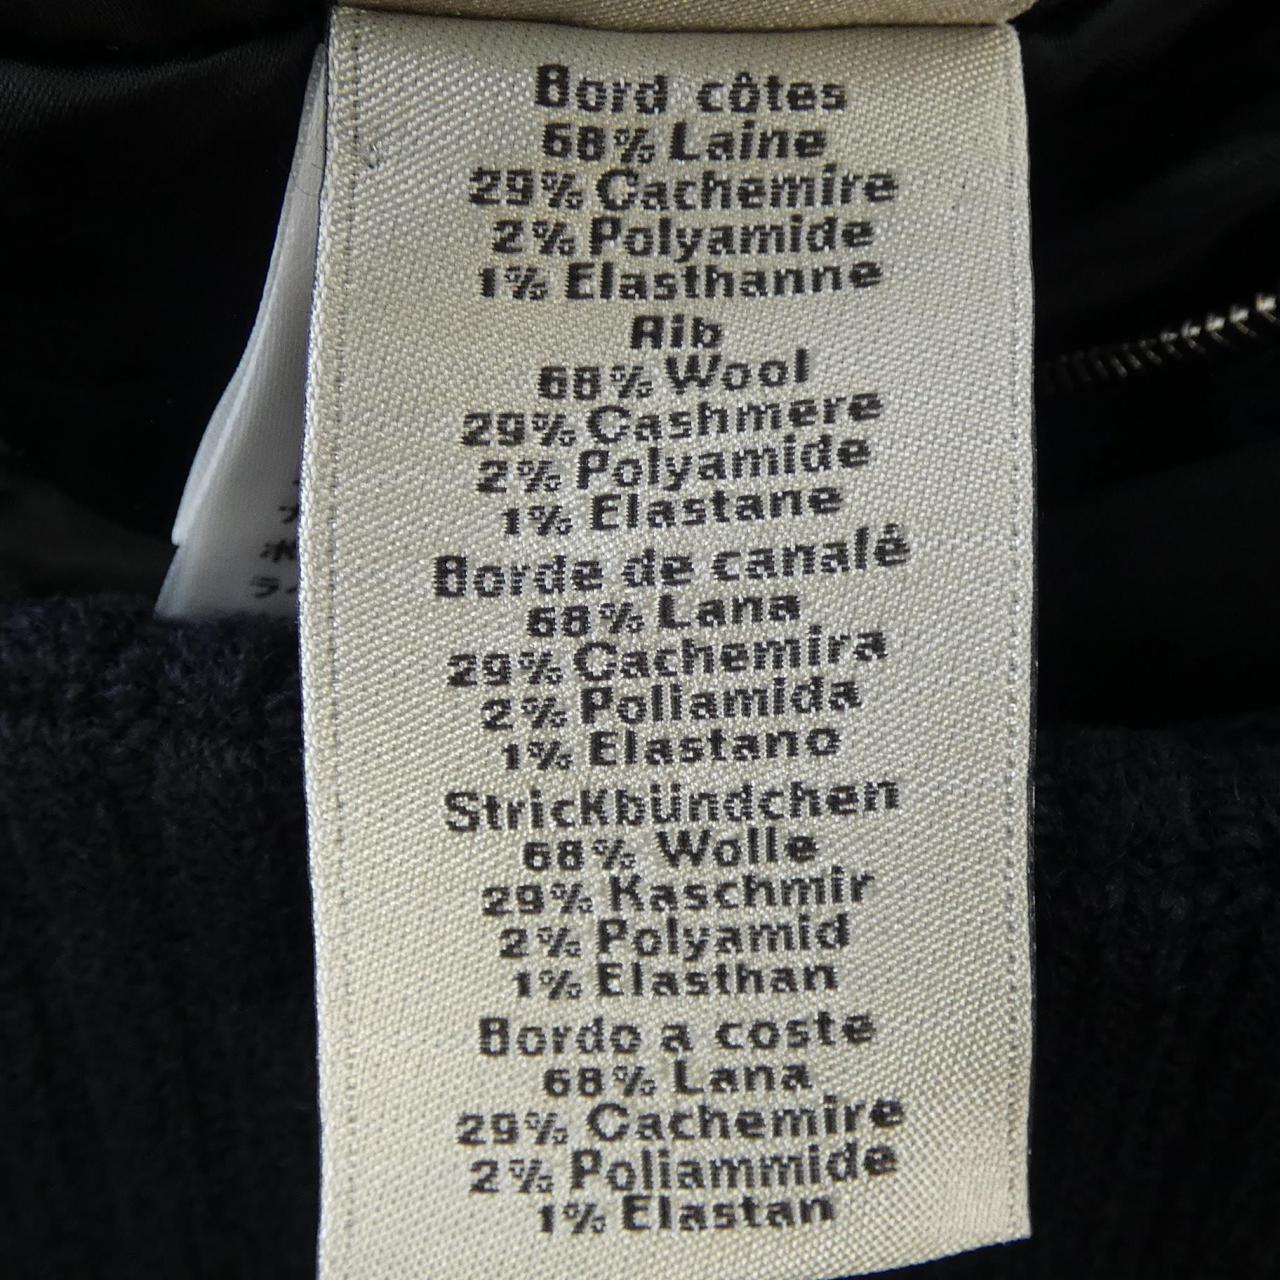 Bord côtes
68% Laine
29% Cachemire
2% Polyamide
1% Elasthanne
Rib
68% Wool
29% Cashmere
2% Polyamide
1% Elastane
Borde de canalé
68% Lana
29% Cachemira
2% Poliamida
1% Elastano
Strickbündchen
68% Wolle
29% Kaschmir
2% Polyamid
1% Elasthan
Bordo a coste
68% Lana
29% Cachemire
2% Poliammide
1% Elastan